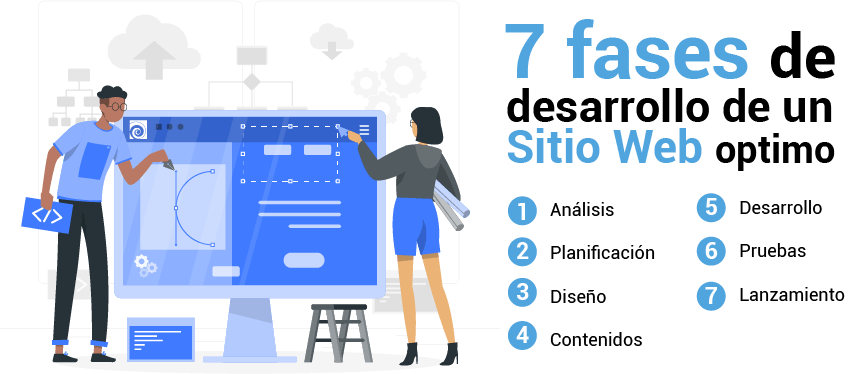 7 fases de
desarrollo de un
Sitio Web optimo
1 Análisis
2 Planificación
3 Diseño
4 Contenidos
5 Desarrollo
6 Pruebas
7 Lanzamiento